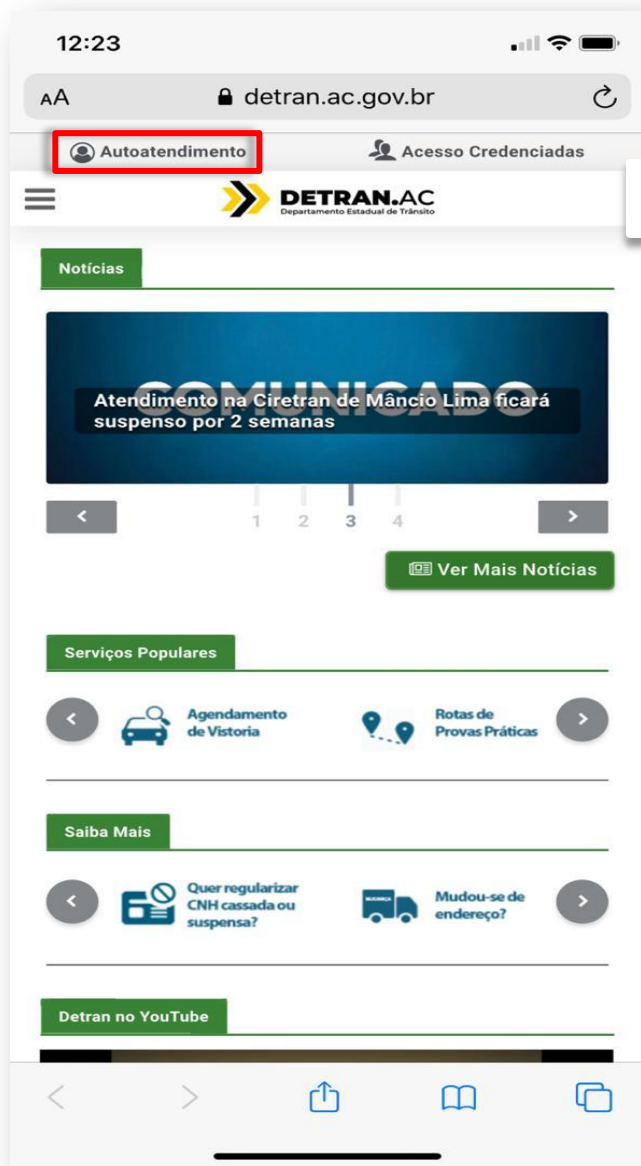 12:23
AA detran.ac.gov.br
Autoatendimento Acesso Credenciadas
DETRAN.AC
Departamento Estadual de Trânsito
Notícias
COMUNICADO
Atendimento na Ciretran de Mâncio Lima ficará
suspenso por 2 semanas
1 2 3 4
Ver Mais Notícias
Serviços Populares
Agendamento
de Vistoria
Rotas de
Provas Práticas
Saiba Mais
Quer regularizar
CNH cassada ou
suspensa?
MUDANÇA
Mudou-se de
endereço?
Detran no YouTube